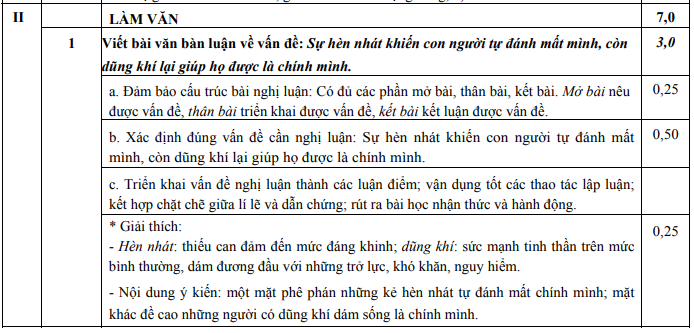 II LÀM VĂN 7,0
1 Viết bài văn bàn luận về vấn đề: Sự hèn nhát khiến con người tự đánh mất mình, còn 3,0
dũng khí lại giúp họ được là chính mình.
a. Đảm bảo cấu trúc bài nghị luận: Có đủ các phần mở bài, thân bài, kết bài. Mở bài nêu 0,25
được vấn đề, thân bài triển khai được vấn đề, kết bài kết luận được vấn đề.
b. Xác định đúng vấn đề cần nghị luận: Sự hèn nhát khiến con người tự đánh mất 0,50
mình, còn dũng khí lại giúp họ được là chính mình.
c. Triển khai vấn đề nghị luận thành các luận điểm; vận dụng tốt các thao tác lập luận;
kết hợp chặt chẽ giữa lí lẽ và dẫn chứng; rút ra bài học nhận thức và hành động.
* Giải thích: 0,25
- Hèn nhát: thiếu can đảm đến mức đáng khinh; dũng khí: sức mạnh tinh thần trên mức
bình thường, dám đương đầu với những trở lực, khó khăn, nguy hiểm.
- Nội dung ý kiến: một mặt phê phán những kẻ hèn nhát tự đánh mất chính mình; mặt
khác đề cao những người có dũng khí dám sống là chính mình.